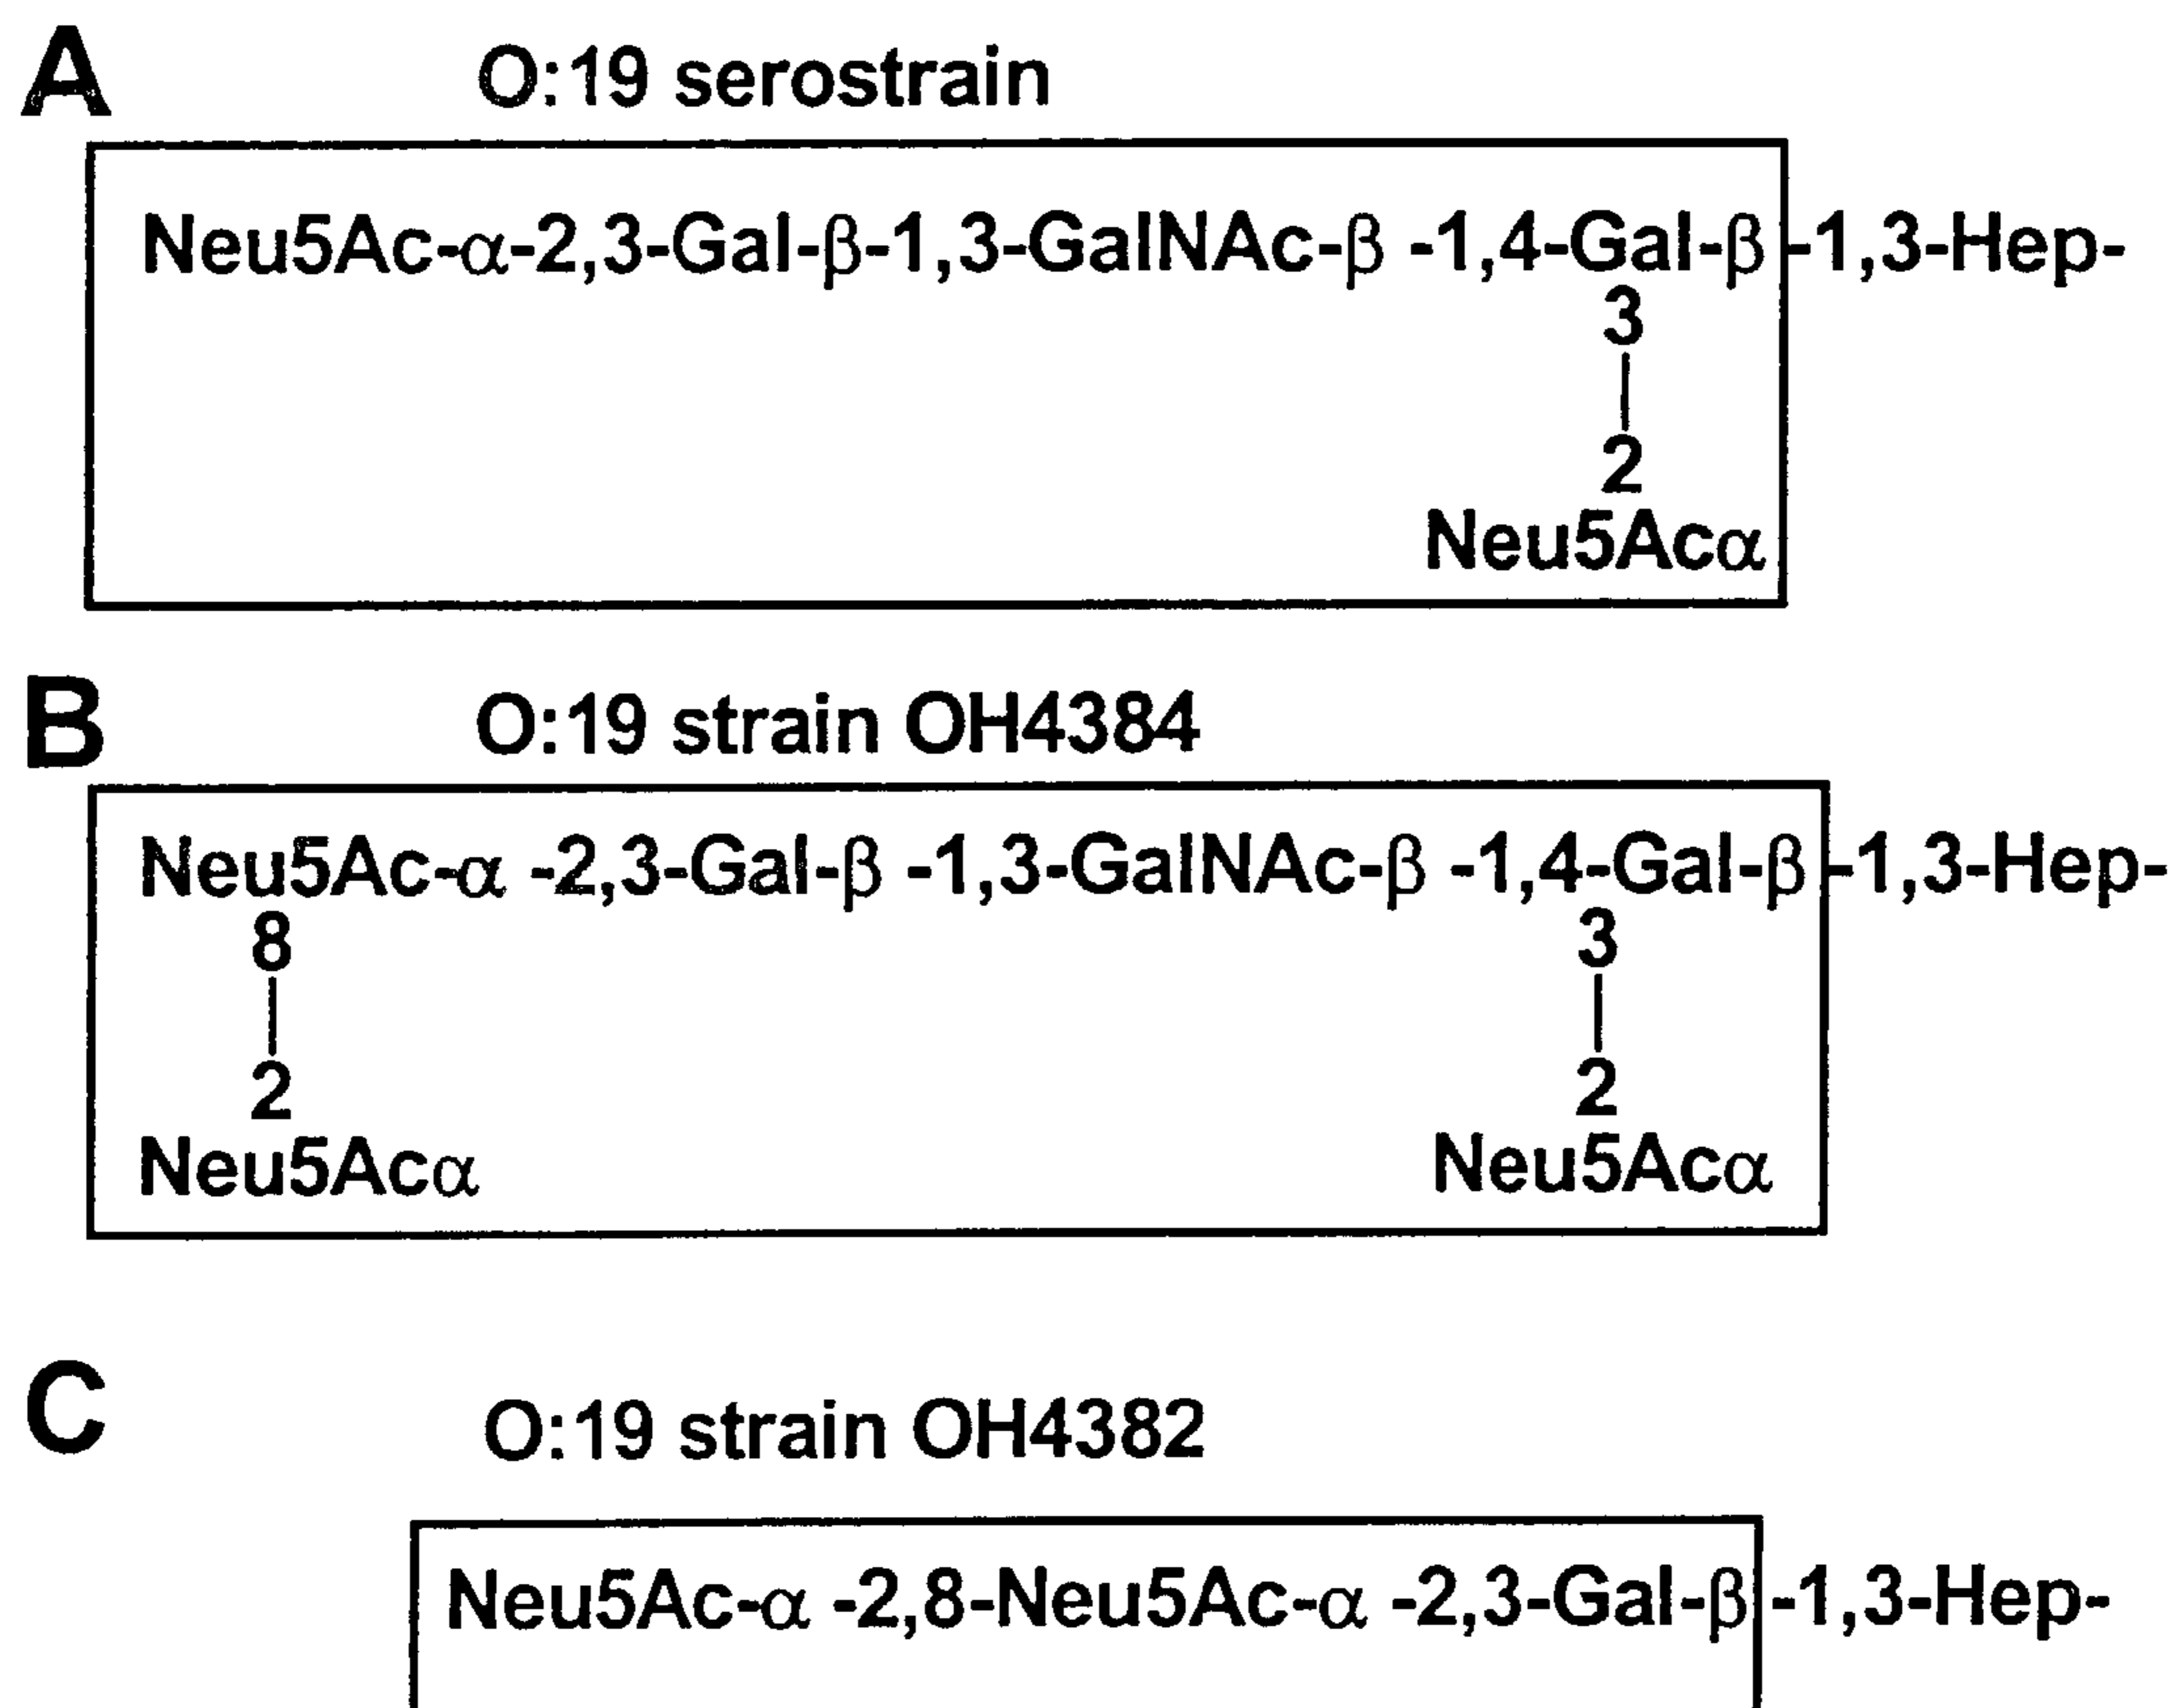 A
O:19 serostrain
Neu5Ac-α-2,3-Gal-β-1,3-GalNAc-β -1,4-Gal-β -1,3-Hep-
3
2
Neu5Acα
B
O:19 strain OH4384
Neu5Ac-α -2,3-Gal-β -1,3-GalNAc-β -1,4-Gal-β -1,3-Hep-
8 3
2 2
Neu5Acα Neu5Acα
C
O:19 strain OH4382
Neu5Ac-α -2,8-Neu5Ac-α -2,3-Gal-β -1,3-Hep-